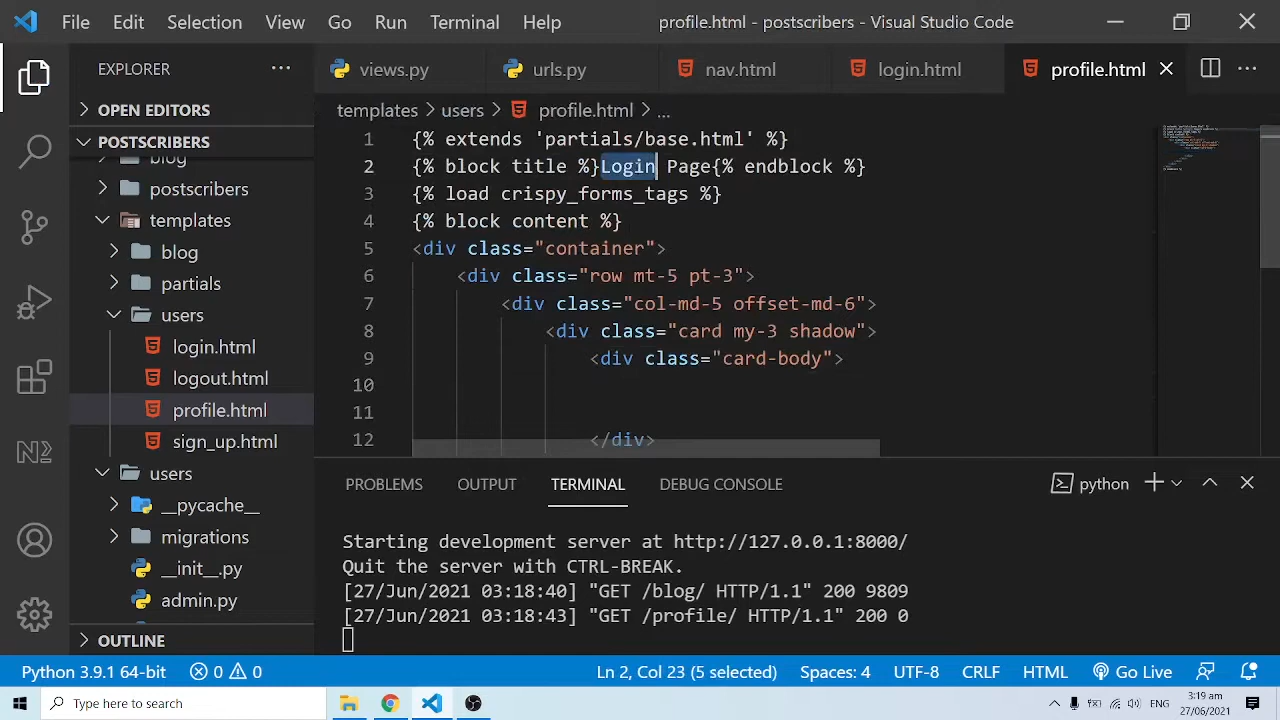 File Edit Selection View Go Run Terminal Help profile.html - postscribers - Visual Studio Code
EXPLORER
views.py urls.py nav.html login.html profile.html
OPEN EDITORS
templates users profile.html ...
POSTSCRIBERS
blog
postscribers
templates
blog
partials
users
login.html
logout.html
profile.html
sign_up.html
users
__pycache__
migrations
__init__.py
admin.py
OUTLINE
1 {% extends 'partials/base.html' %}
2 {% block title %}Login Page{% endblock %}
3 {% load crispy_forms_tags %}
4 {% block content %}
5 <div class="container">
6 <div class="row mt-5 pt-3">
7 <div class="col-md-5 offset-md-6">
8 <div class="card my-3 shadow">
9 <div class="card-body">
10
11
12 </div>
PROBLEMS OUTPUT TERMINAL DEBUG CONSOLE python
Starting development server at http://127.0.0.1:8000/
Quit the server with CTRL-BREAK.
[27/Jun/2021 03:18:40] "GET /blog/ HTTP/1.1" 200 9809
[27/Jun/2021 03:18:43] "GET /profile/ HTTP/1.1" 200 0
Python 3.9.1 64-bit 0 0 Ln 2, Col 23 (5 selected) Spaces: 4 UTF-8 CRLF HTML Go Live
Type here to search
ENG
3:19 am
27/06/2021